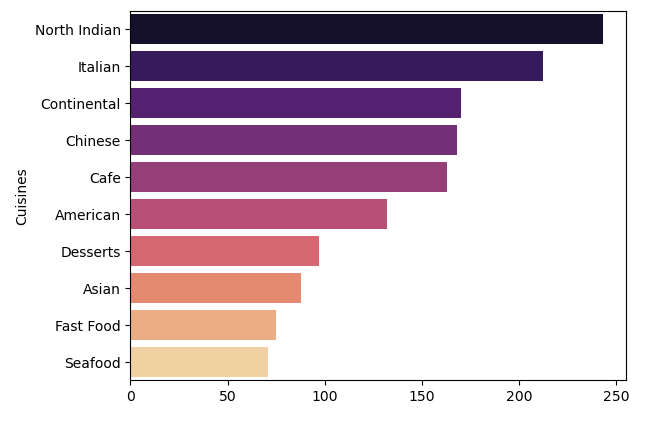 North Indian
Italian
Continental
Chinese
Cafe
American
Desserts
Asian
Fast Food
Seafood
Cuisines
0 50 100 150 200 250